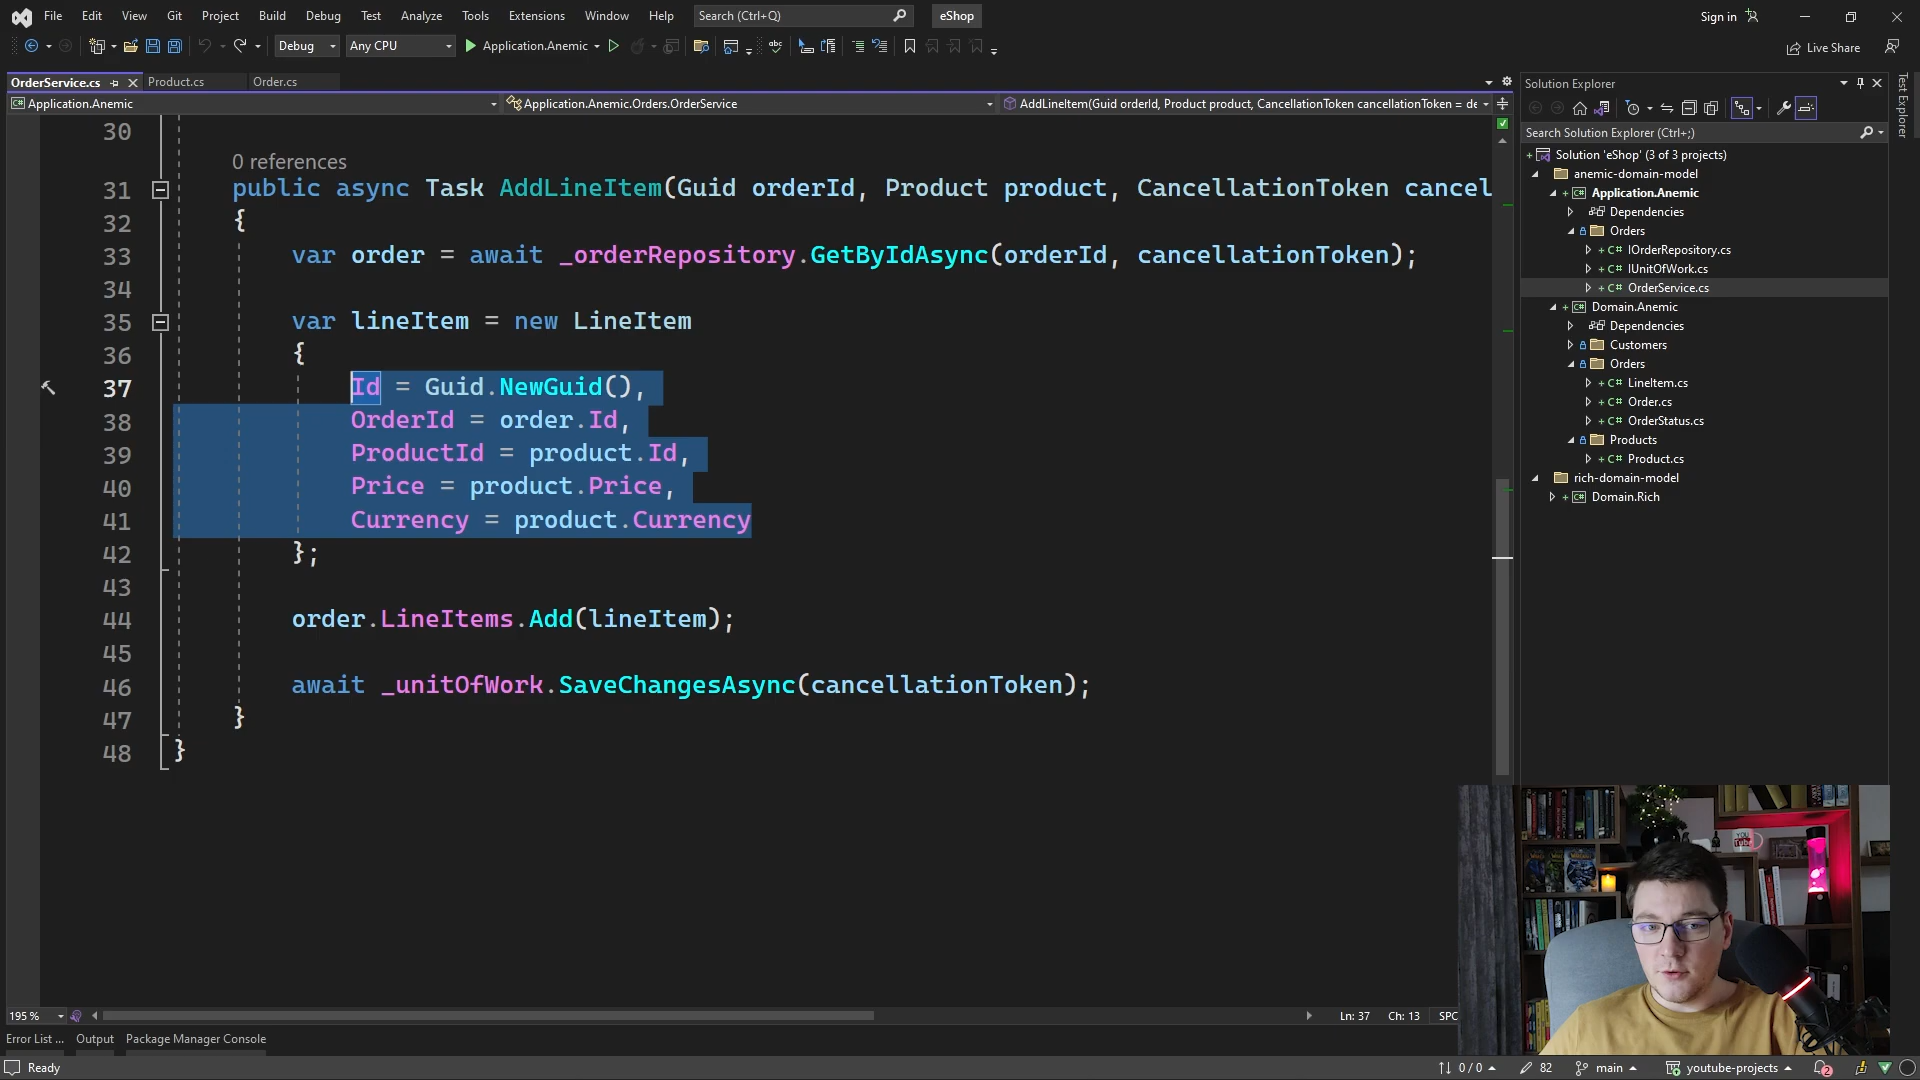 File Edit View Git Project Build Debug Test Analyze Tools Extensions Window Help Search (Ctrl+Q) eShop Sign in
Debug Any CPU Application.Anemic Live Share
OrderService.cs Product.cs Order.cs
Application.Anemic Application.Anemic.Orders.OrderService AddLineItem(Guid orderId, Product product, CancellationToken cancellationToken = de
30
0 references
31 public async Task AddLineItem(Guid orderId, Product product, CancellationToken cancel
32 {
33 var order = await _orderRepository.GetByIdAsync(orderId, cancellationToken);
34
35 var lineItem = new LineItem
36 {
37 Id = Guid.NewGuid(),
38 OrderId = order.Id,
39 ProductId = product.Id,
40 Price = product.Price,
41 Currency = product.Currency
42 };
43
44 order.LineItems.Add(lineItem);
45
46 await _unitOfWork.SaveChangesAsync(cancellationToken);
47 }
48 }
195 % Ln: 37 Ch: 13 SPC
Error List ... Output Package Manager Console
Ready 0 / 0 82 main youtube-projects 2
Solution Explorer
Search Solution Explorer (Ctrl+;)
Solution 'eShop' (3 of 3 projects)
anemic-domain-model
Application.Anemic
Dependencies
Orders
C# IOrderRepository.cs
C# IUnitOfWork.cs
C# OrderService.cs
Domain.Anemic
Dependencies
Customers
Orders
C# LineItem.cs
C# Order.cs
C# OrderStatus.cs
Products
C# Product.cs
rich-domain-model
Domain.Rich
Test Explorer
YOU
Tube